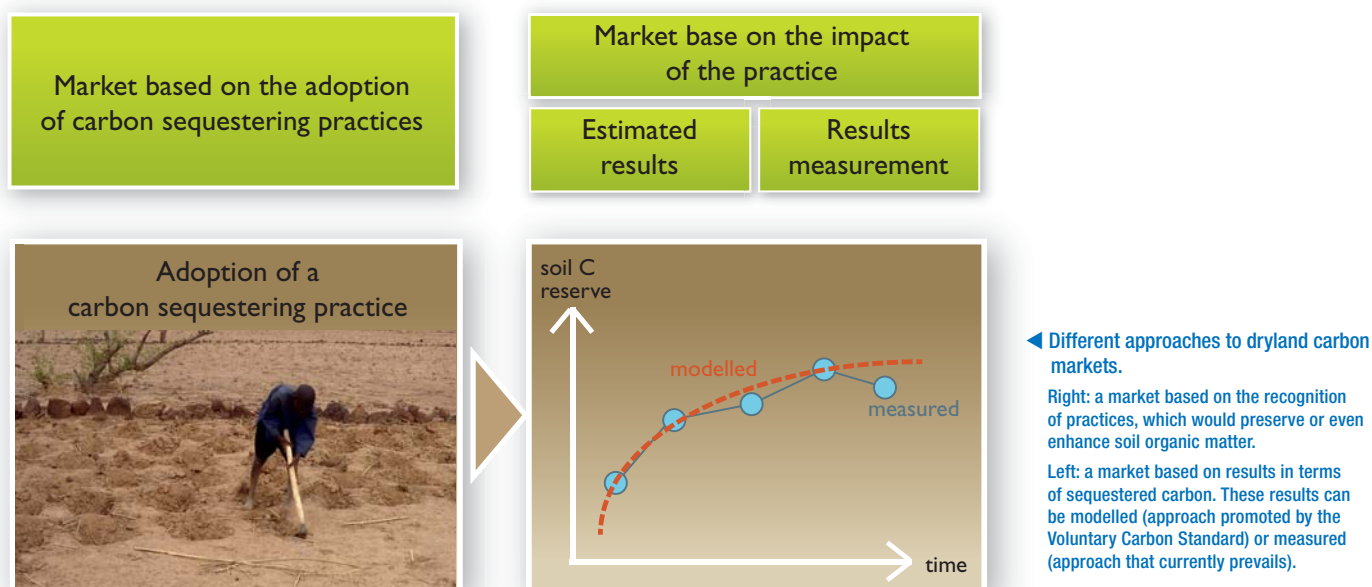 Market based on the adoption
of carbon sequestering practices
Market base on the impact
of the practice
Estimated
results
Results
measurement
Adoption of a
carbon sequestering practice
soil C
reserve
modelled
measured
time
◀ Different approaches to dryland carbon
markets.
Right: a market based on the recognition
of practices, which would preserve or even
enhance soil organic matter.
Left: a market based on results in terms
of sequestered carbon. These results can
be modelled (approach promoted by the
Voluntary Carbon Standard) or measured
(approach that currently prevails).